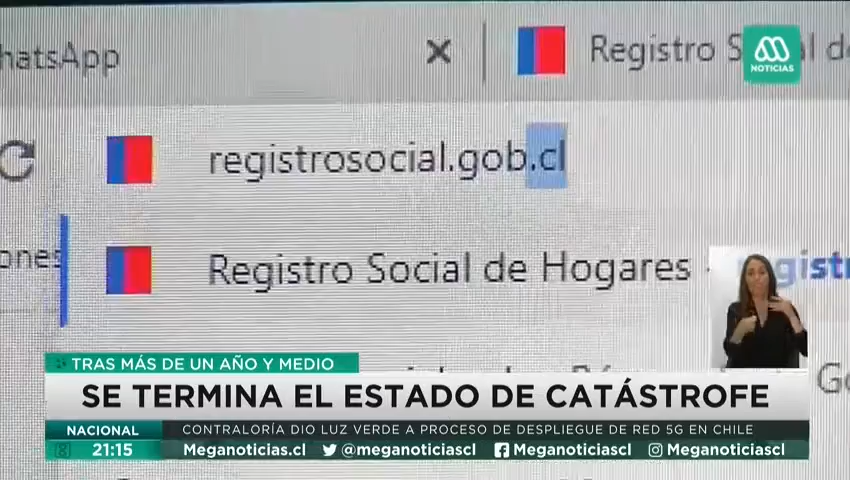 hatsApp
Registro S
l d
NOTICIAS
registrosocial.gob.cl
ones
Registro Social de Hogares - regist
G
TRAS MÁS DE UN AÑO Y MEDIO
SE TERMINA EL ESTADO DE CATÁSTROFE
NACIONAL
CONTRALORÍA DIO LUZ VERDE A PROCESO DE DESPLIEGUE DE RED 5G EN CHILE
21:15
Meganoticias.cl @meganoticiascl Meganoticiascl Meganoticiascl